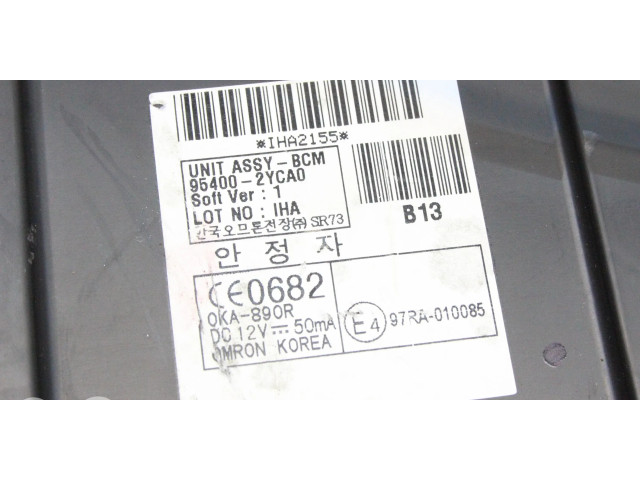 *IHA2155*
UNIT ASSY-BCM
95400-2YCA0
Soft Ver : 1
LOT NO : IHA
한국오므론전장(주) SR73
B13
안 정 자
CE0682
OKA-890R
DC 12V⎓50mA
OMRON KOREA
E4 97RA-010085